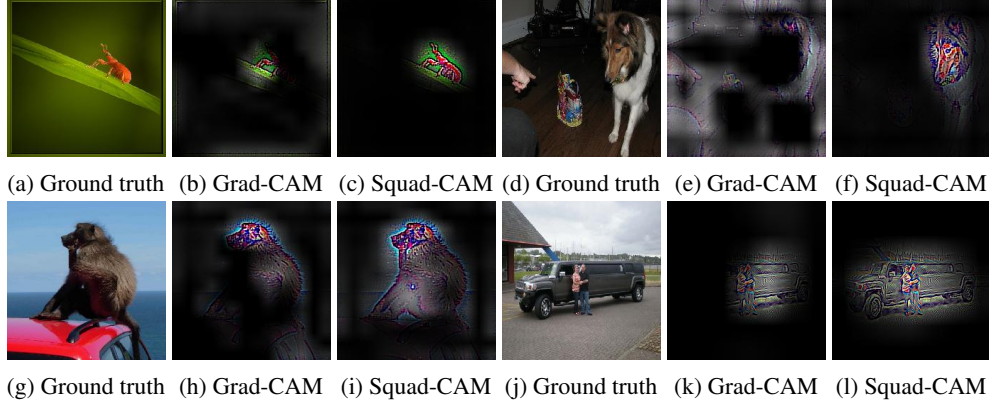 (a) Ground truth (b) Grad-CAM (c) Squad-CAM (d) Ground truth (e) Grad-CAM (f) Squad-CAM
(g) Ground truth (h) Grad-CAM (i) Squad-CAM (j) Ground truth (k) Grad-CAM (l) Squad-CAM